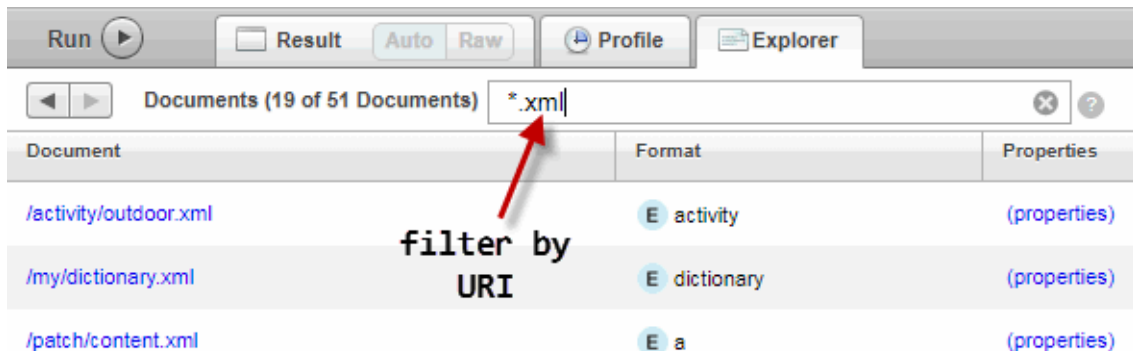 Run Result Auto Raw Profile Explorer
Documents (19 of 51 Documents) *.xml ?
Document Format Properties
/activity/outdoor.xml E activity (properties)
filter by
URI
/my/dictionary.xml E dictionary (properties)
/patch/content.xml E a (properties)